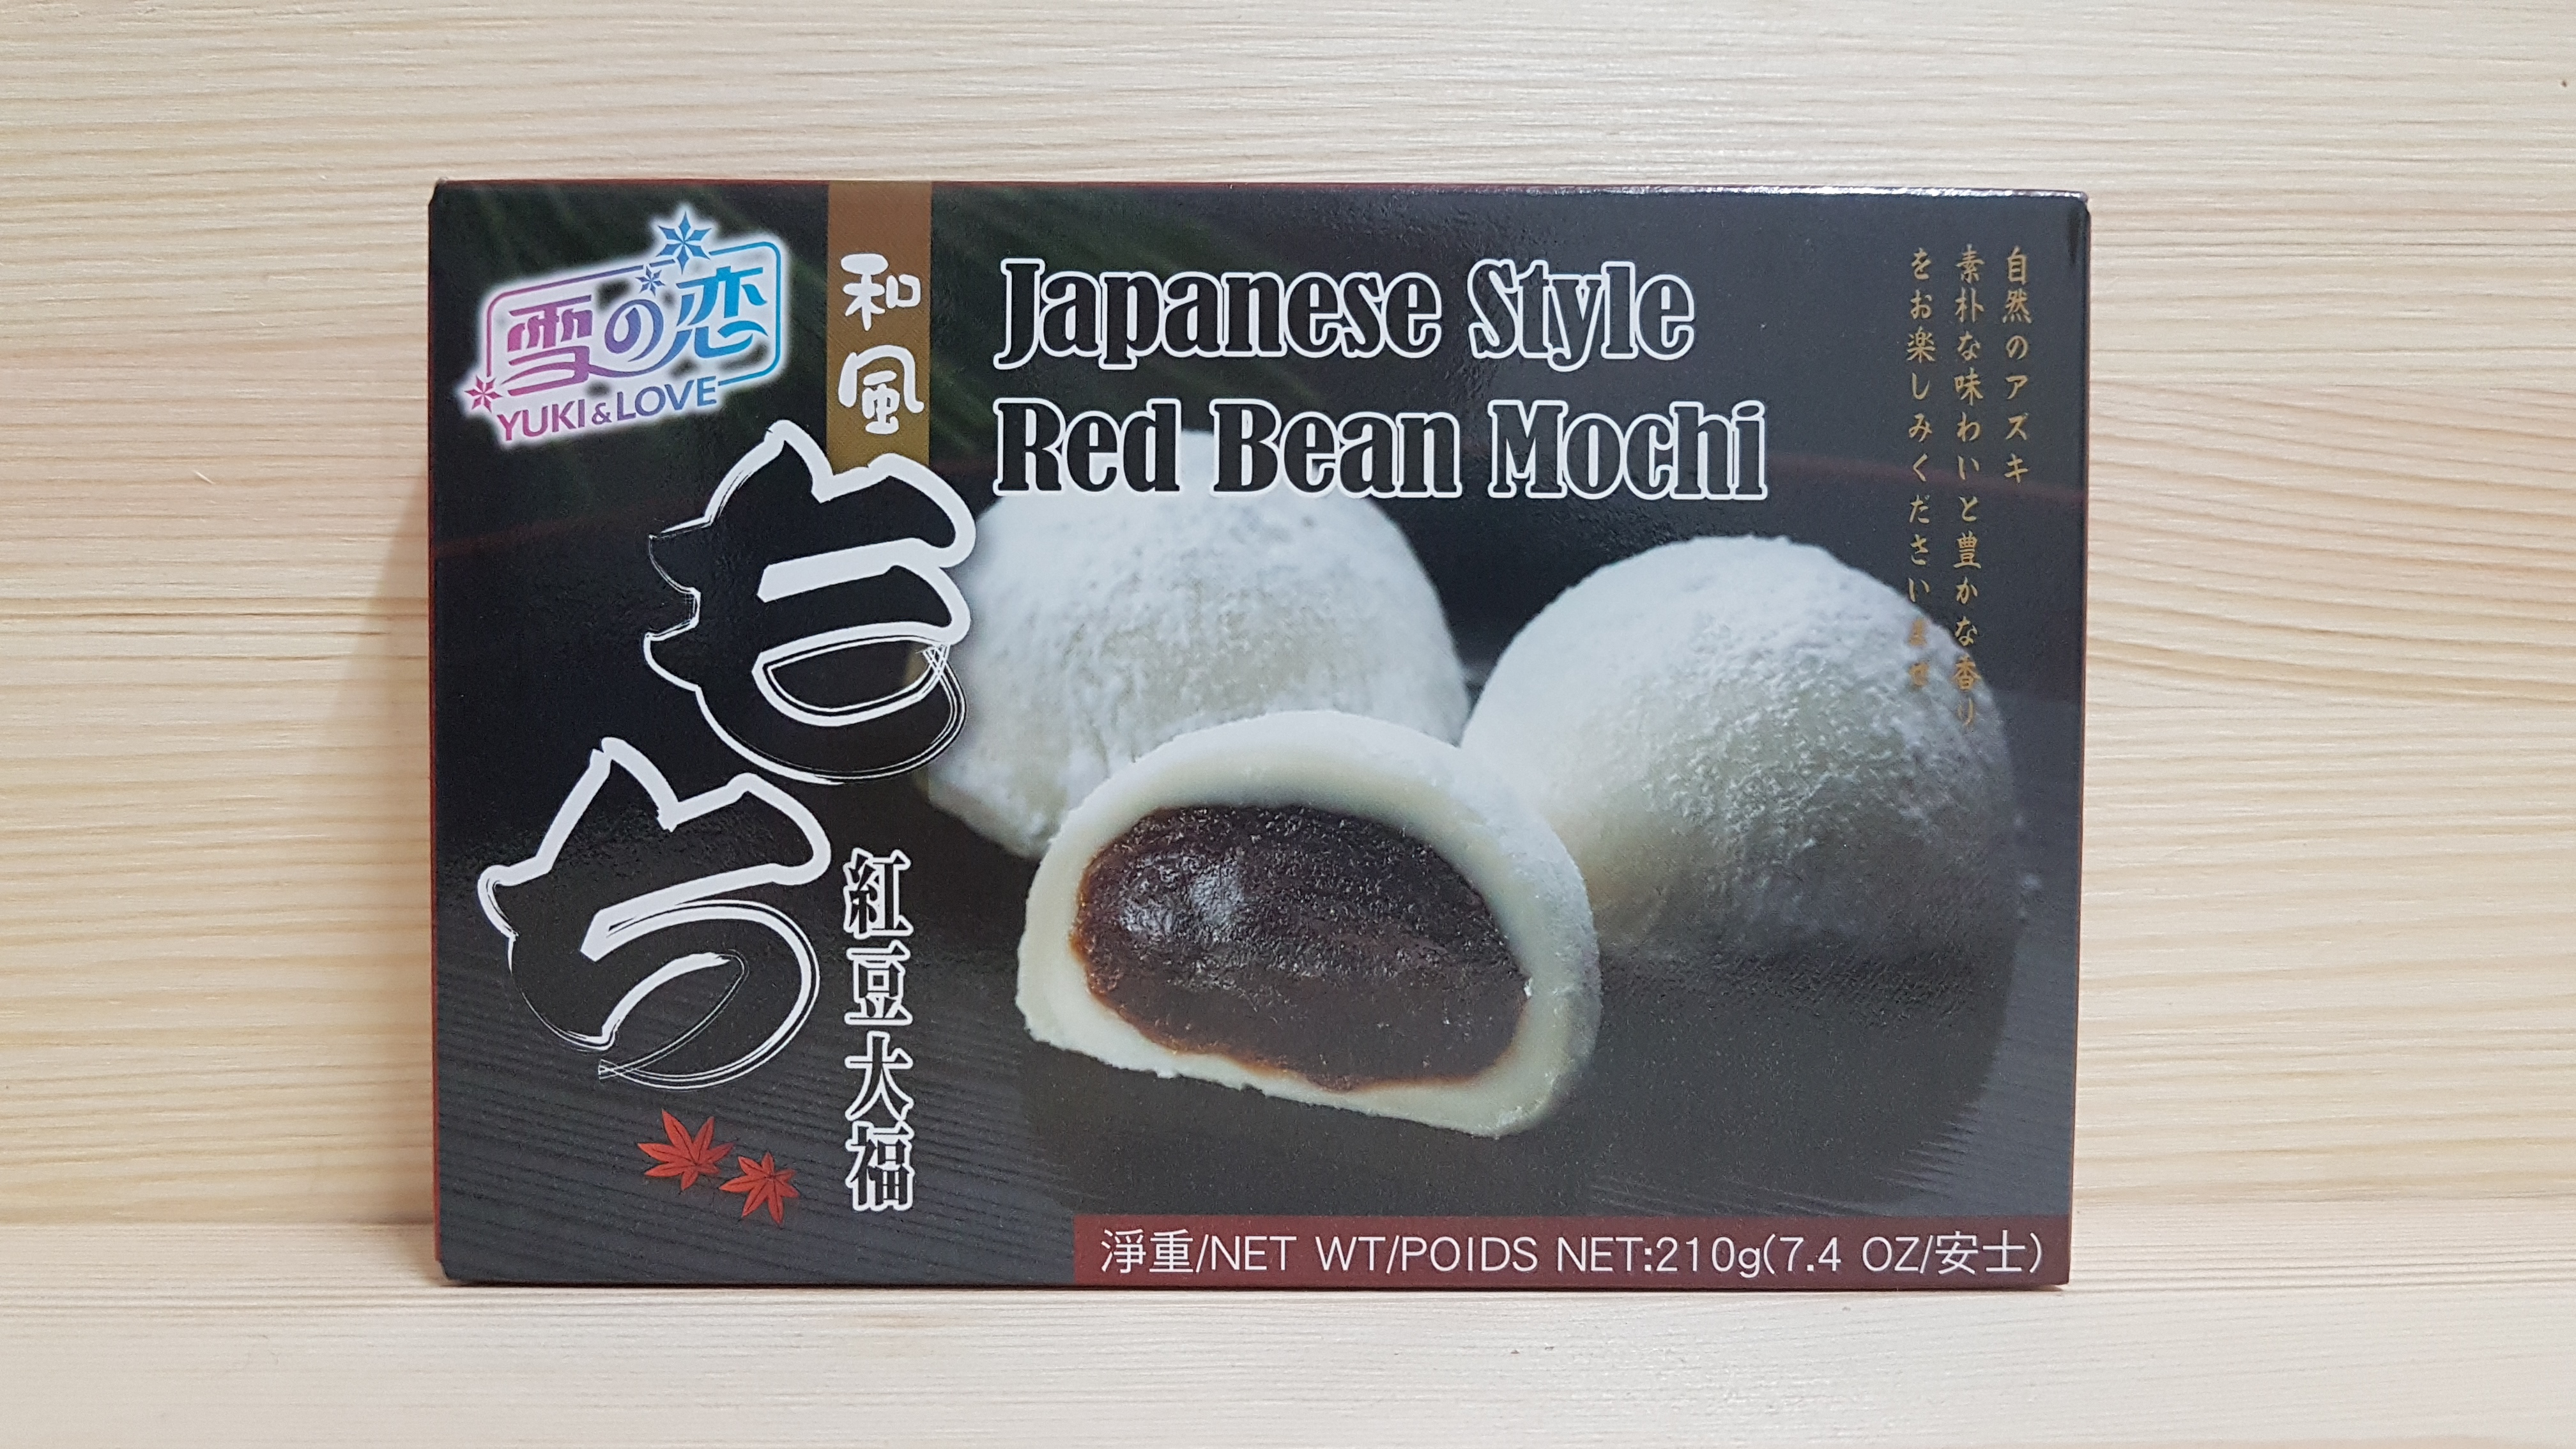 雪の恋
YUKI&LOVE
和風
もち
紅豆大福
Japanese Style
Red Bean Mochi
自然のアズキ
素朴な味わいと豊かな香り
をお楽しみくださいませ
淨重/NET WT/POIDS NET:210g(7.4 OZ/安士)